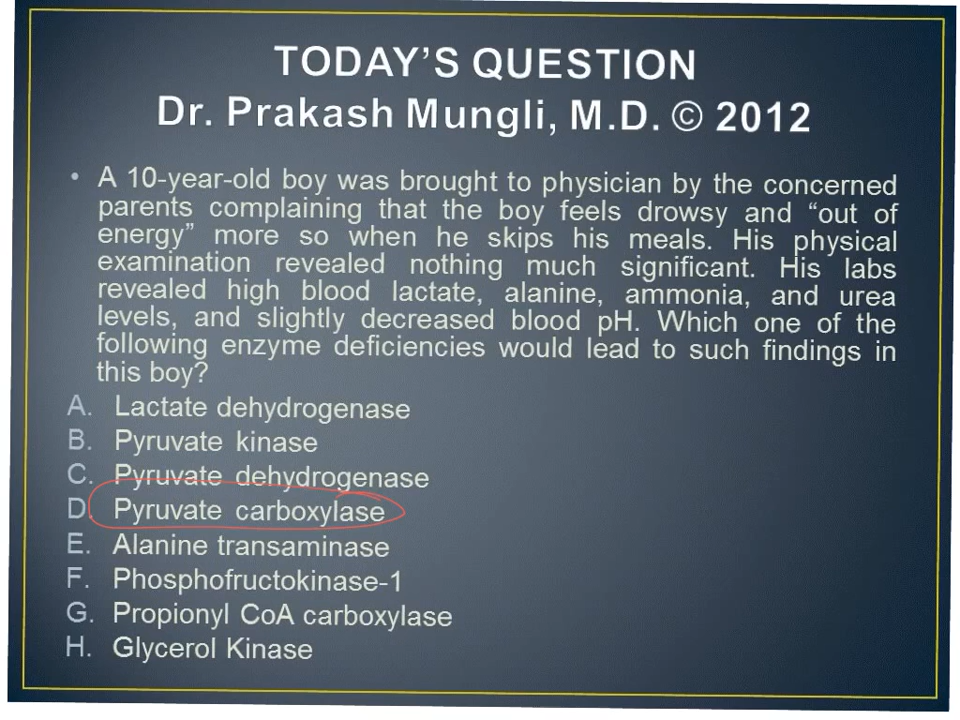 TODAY'S QUESTION
Dr. Prakash Mungli, M.D. © 2012
• A 10-year-old boy was brought to physician by the concerned
parents complaining that the boy feels drowsy and “out of
energy” more so when he skips his meals. His physical
examination revealed nothing much significant. His labs
revealed high blood lactate, alanine, ammonia, and urea
levels, and slightly decreased blood pH. Which one of the
following enzyme deficiencies would lead to such findings in
this boy?
A. Lactate dehydrogenase
B. Pyruvate kinase
C. Pyruvate dehydrogenase
D. Pyruvate carboxylase
E. Alanine transaminase
F. Phosphofructokinase-1
G. Propionyl CoA carboxylase
H. Glycerol Kinase